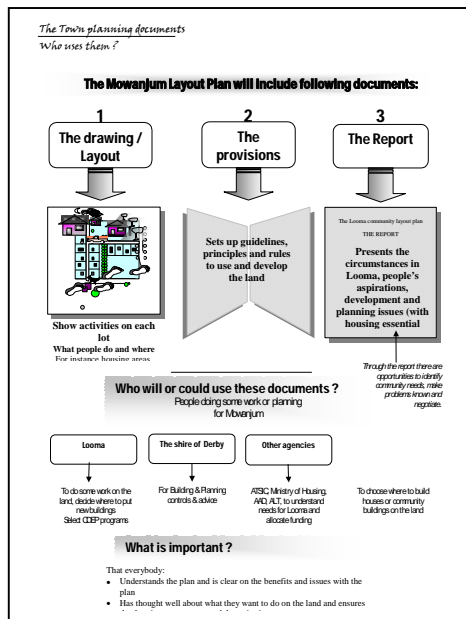 The Town planning documents
Who uses them ?
The Mowanjum Layout Plan will include following documents:
1
2
3
The drawing /
Layout
The
provisions
The Report
Sets up guidelines,
principles and rules
to use and develop
the land
The Looma community layout plan
THE REPORT
Presents the
circumstances in
Looma, people's
aspirations,
development and
planning issues (with
housing essential
Show activities on each
lot
What people do and where
For instance housing areas
Through the report there are
opportunities to identify
community needs, make
problems known and
negotiate.
Who will or could use these documents ?
People doing some work or planning
for Mowanjum
Looma
The shire of Derby
Other agencies
To do some work on the
land, decide where to put
new buildings
Select CDEP programs
For Building & Planning
controls & advice
ATSIC, Ministry of Housing,
AAD, ALT, to understand
needs for Looma and
allocate funding
To choose where to build
houses or community
buildings on the land
What is important ?
That everybody:
• Understands the plan and is clear on the benefits and issues with the
plan
• Has thought well about what they want to do on the land and ensures